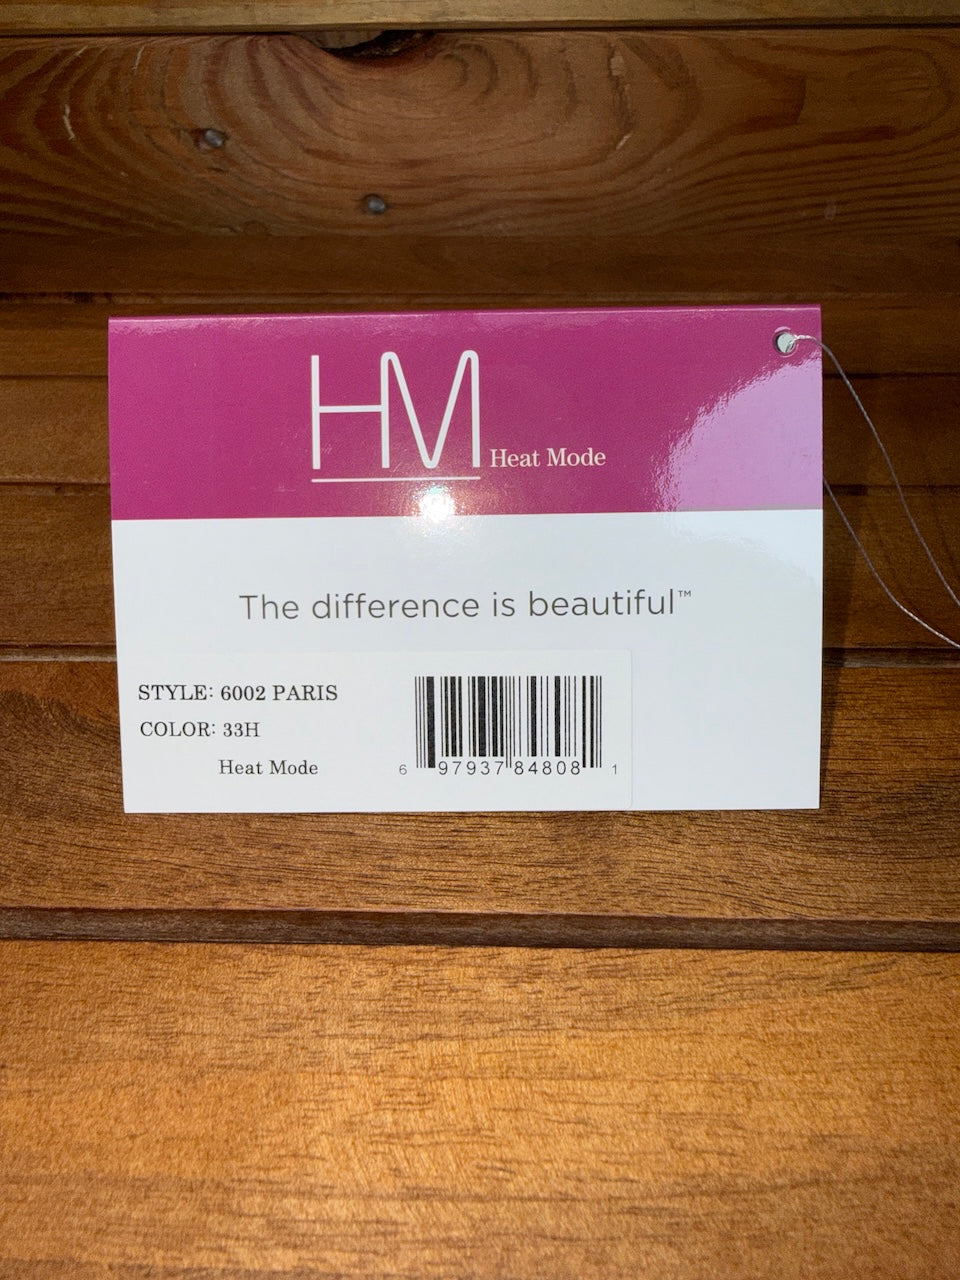 HM Heat Mode
The difference is beautiful™
STYLE: 6002 PARIS
COLOR: 33H
Heat Mode
6 97937 84808 1